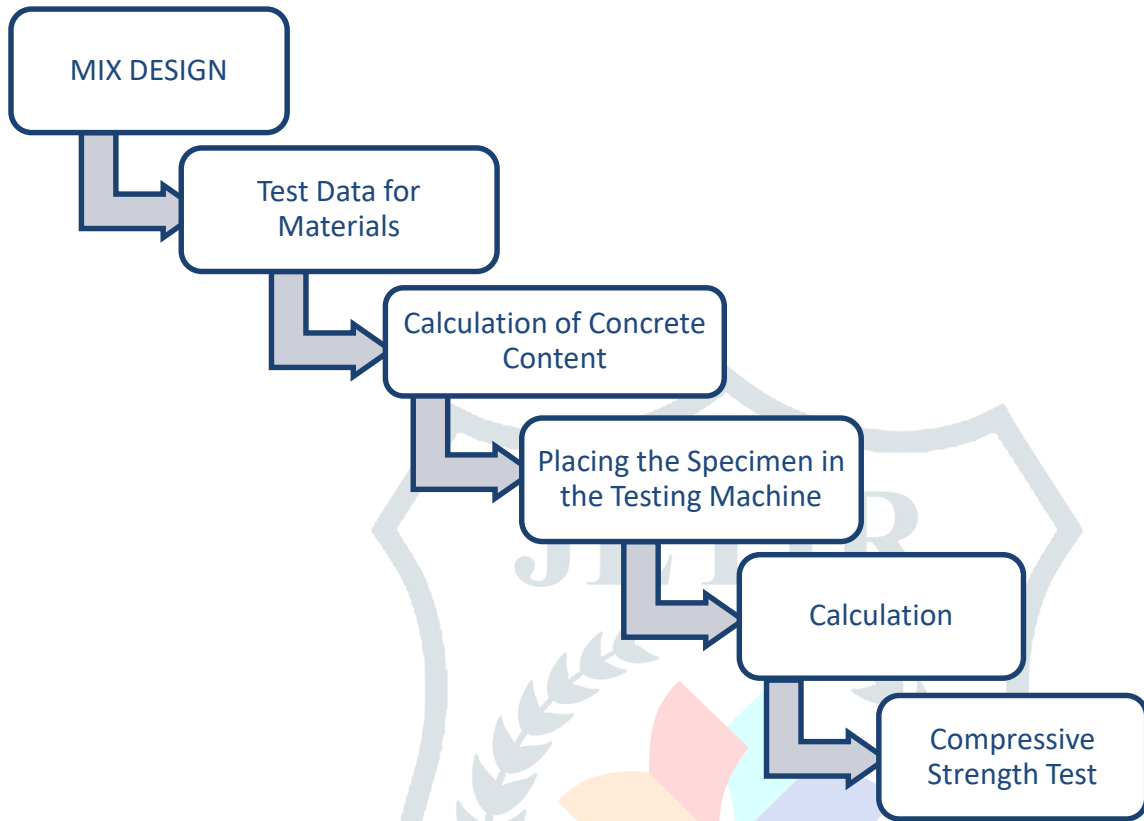 MIX DESIGN
Test Data for
Materials
Calculation of Concrete
Content
Placing the Specimen in
the Testing Machine
JETIR
Calculation
Compressive
Strength Test